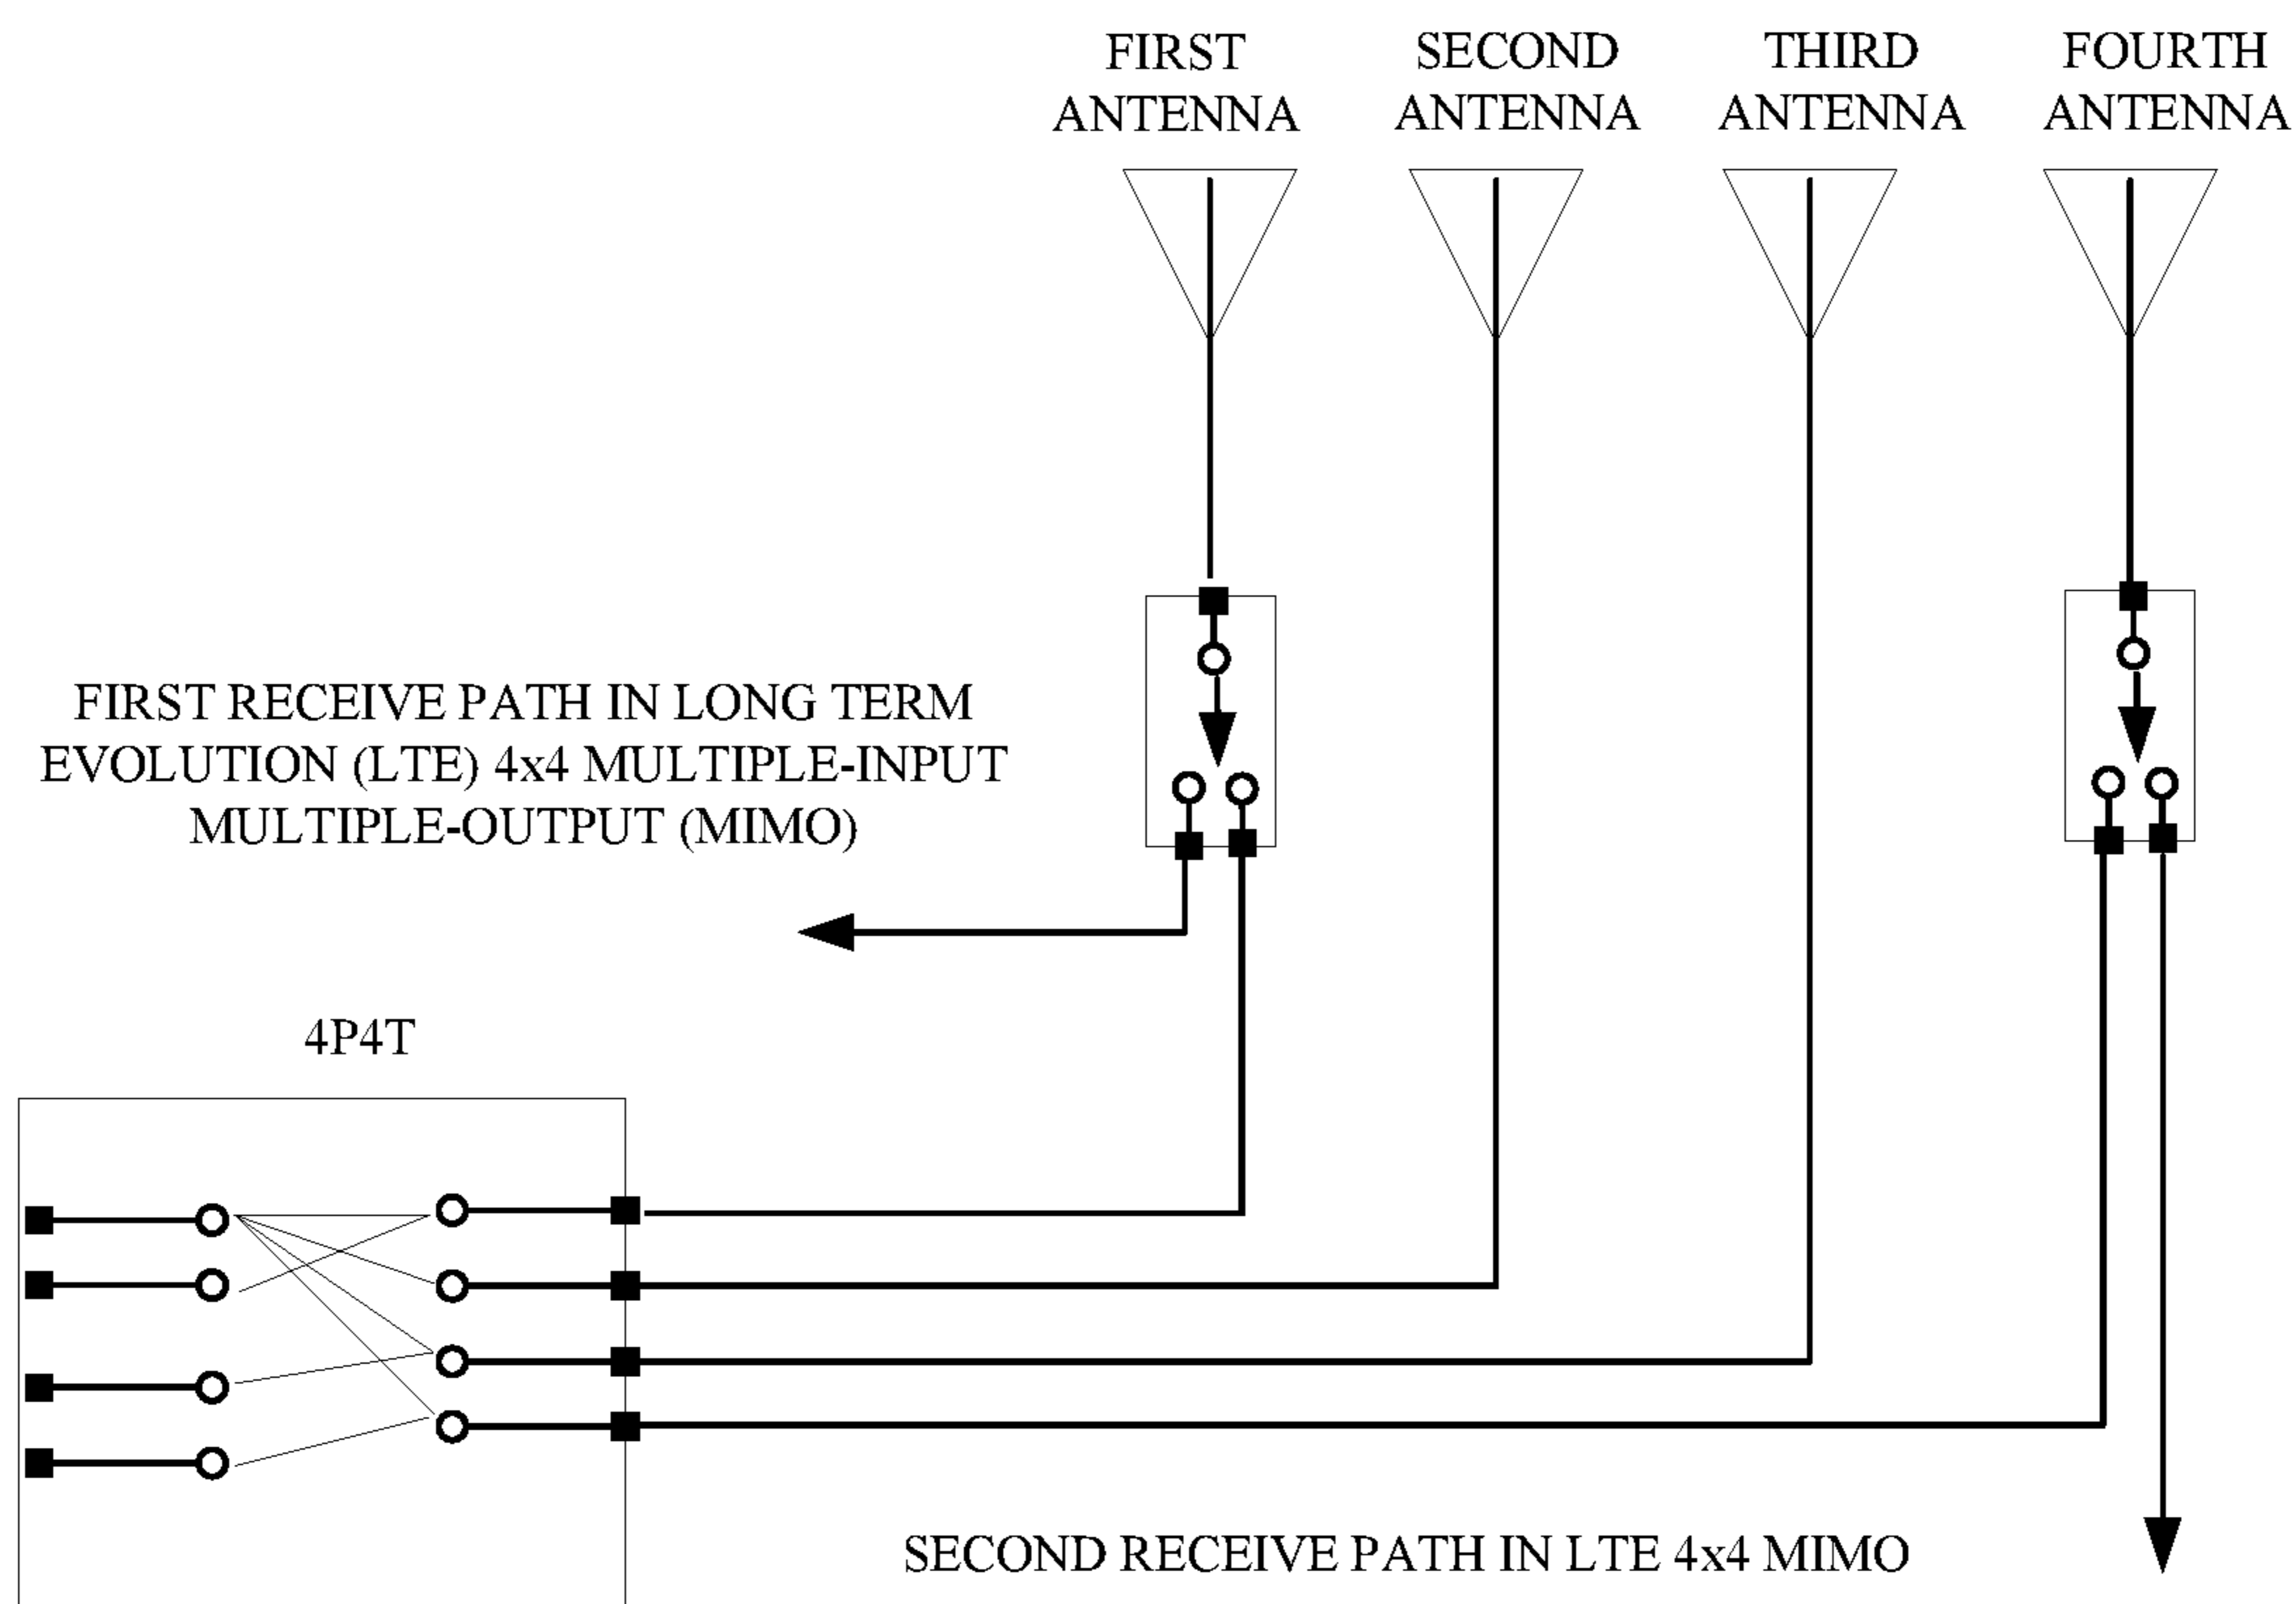 FIRST
ANTENNA
SECOND
ANTENNA
THIRD
ANTENNA
FOURTH
ANTENNA
FIRST RECEIVE PATH IN LONG TERM
EVOLUTION (LTE) 4x4 MULTIPLE-INPUT
MULTIPLE-OUTPUT (MIMO)
4P4T
SECOND RECEIVE PATH IN LTE 4x4 MIMO